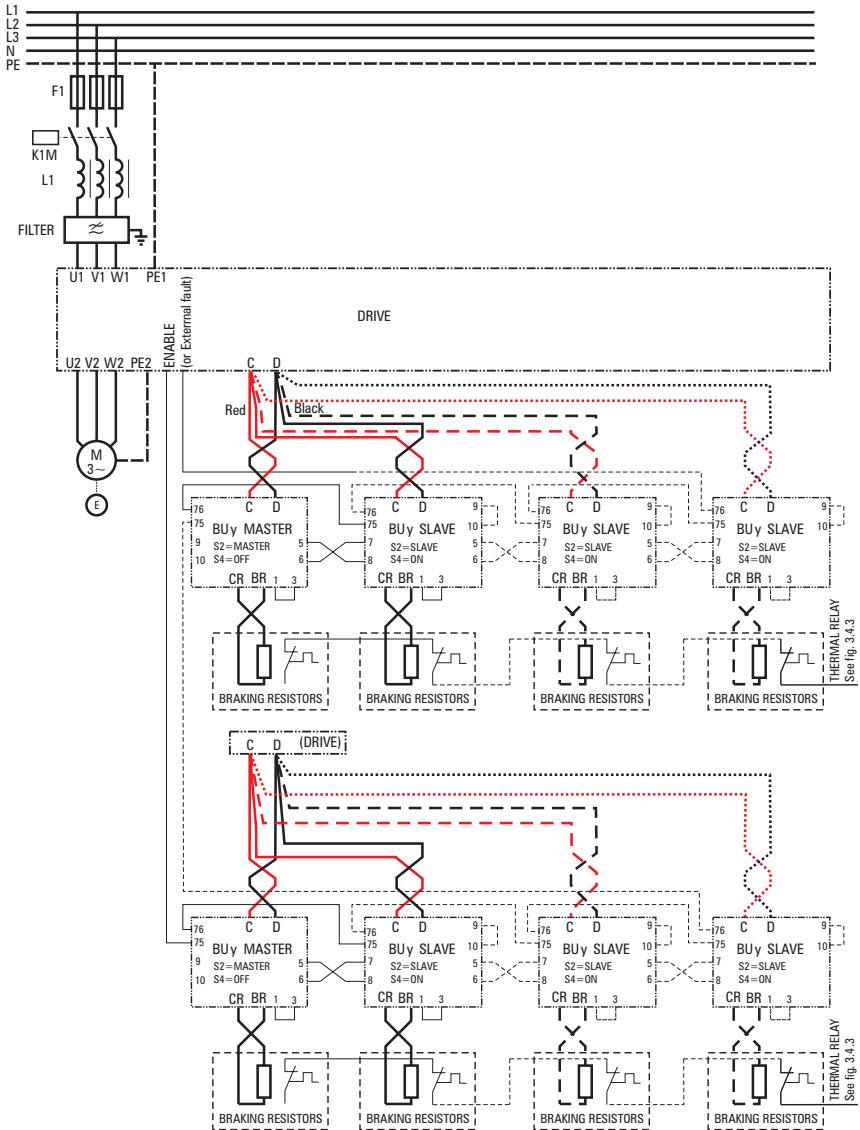 L1
L2
L3
N
PE
F1
K1M
L1
FILTER
U1 V1 W1 PE1
ENABLE
(or Exterrnal fault)
DRIVE
U2 V2 W2 PE2
C D
Red
Black
M
3~
E
C D
C D
C D
C D
76
75
BUy MASTER
9
S2=MASTER
5
10
S4=OFF
6
CR BR 1 3
76
75
BUy SLAVE
9
10
7
S2=SLAVE
5
8
S4=ON
6
CR BR 1 3
76
75
BUy SLAVE
9
10
7
S2=SLAVE
5
8
S4=ON
6
CR BR 1 3
76
75
BUy SLAVE
9
10
7
S2=SLAVE
8
S4=ON
CR BR 1 3
BRAKING RESISTORS
BRAKING RESISTORS
BRAKING RESISTORS
BRAKING RESISTORS
THERMAL RELAY
See fig. 3.4.3
C D (DRIVE)
C D
C D
C D
C D
76
75
BUy MASTER
9
S2=MASTER
5
10
S4=OFF
6
CR BR 1 3
76
75
BUy SLAVE
9
10
7
S2=SLAVE
5
8
S4=ON
6
CR BR 1 3
76
75
BUy SLAVE
9
10
7
S2=SLAVE
5
8
S4=ON
6
CR BR 1 3
76
75
BUy SLAVE
9
10
7
S2=SLAVE
8
S4=ON
CR BR 1 3
BRAKING RESISTORS
BRAKING RESISTORS
BRAKING RESISTORS
BRAKING RESISTORS
THERMAL RELAY
See fig. 3.4.3